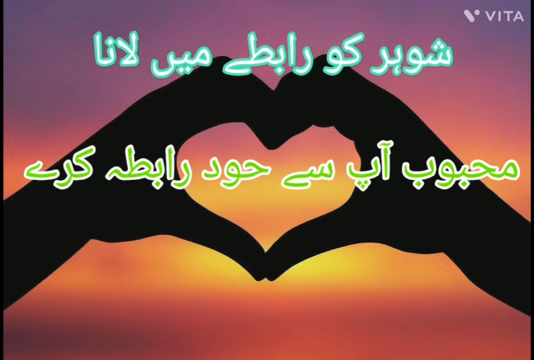 VITA
شوہر کو رابطے میں لانا
محبوب آپ سے حود رابطہ کرے